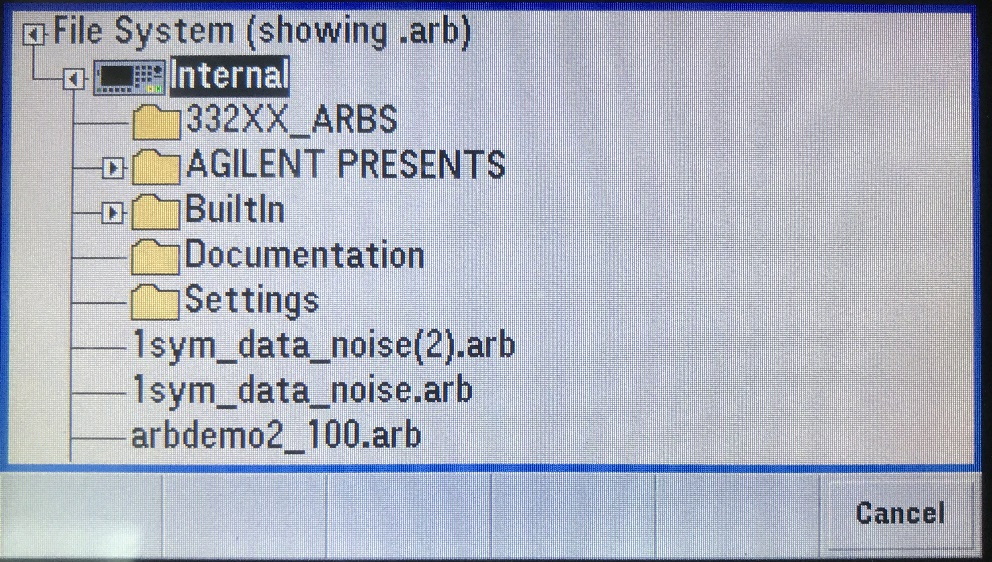 File System (showing .arb)
Internal
332XX_ARBS
AGILENT PRESENTS
BuiltIn
Documentation
Settings
1sym_data_noise(2).arb
1sym_data_noise.arb
arbdemo2_100.arb
Cancel